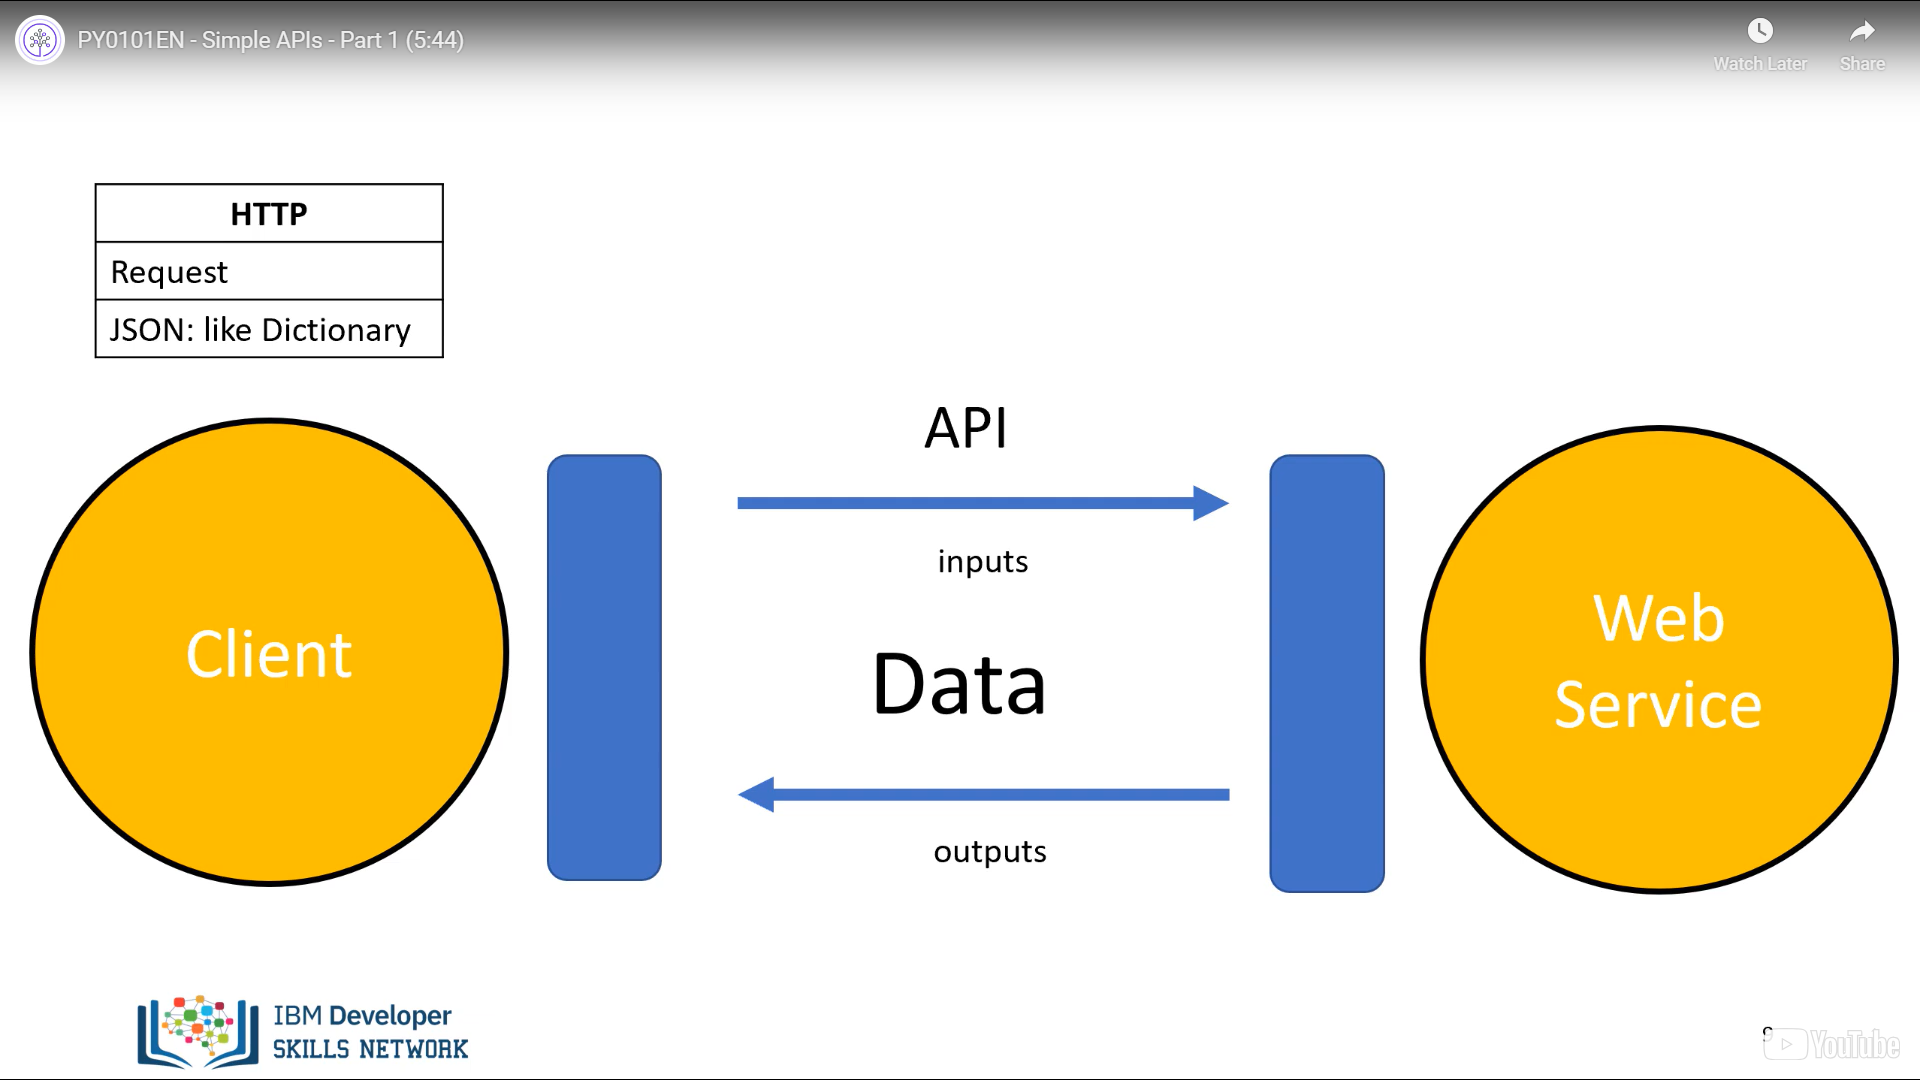 PY0101EN - Simple APIs - Part 1 (5:44)
Watch Later
Share
HTTP
Request
JSON: like Dictionary
API
inputs
Client
Data
Web
Service
outputs
IBM Developer
SKILLS NETWORK
9
YouTube